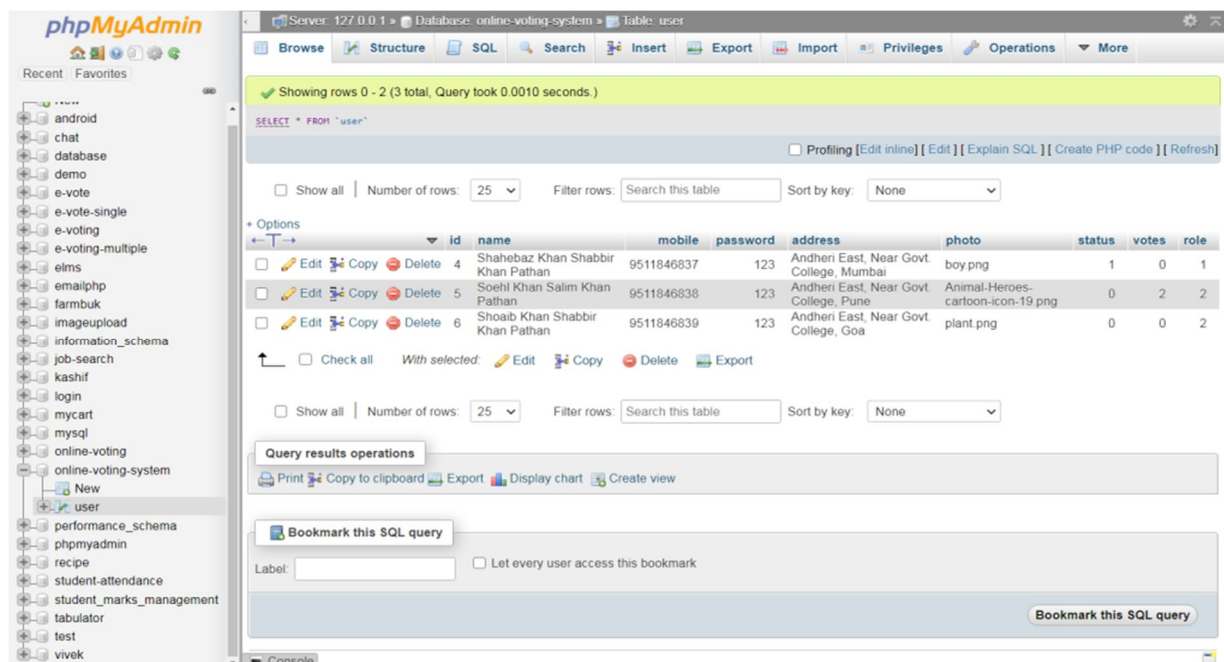 phpMyAdmin
Recent Favorites
New
android
chat
database
demo
e-vote
e-vote-single
e-voting
e-voting-multiple
elms
emailphp
farmbuk
imageupload
information_schema
job-search
kashif
login
mycart
mysql
online-voting
online-voting-system
New
user
performance_schema
phpmyadmin
recipe
student-attendance
student_marks_management
tabulator
test
vivek
Server: 127.0.0.1 » Database: online-voting-system » Table: user
Browse Structure SQL Search Insert Export Import Privileges Operations More
Showing rows 0 - 2 (3 total, Query took 0.0010 seconds.)
SELECT * FROM `user`
Profiling [Edit inline] [ Edit ] [ Explain SQL ] [ Create PHP code ] [ Refresh]
Show all | Number of rows: 25 Filter rows: Search this table Sort by key: None
+ Options
←T→ id name mobile password address photo status votes role
Edit Copy Delete 4 Shahebaz Khan Shabbir Khan Pathan 9511846837 123 Andheri East, Near Govt. College, Mumbai boy.png 1 0 1
Edit Copy Delete 5 Soehl Khan Salim Khan Pathan 9511846838 123 Andheri East, Near Govt. College, Pune Animal-Heroes-cartoon-icon-19.png 0 2 2
Edit Copy Delete 6 Shoaib Khan Shabbir Khan Pathan 9511846839 123 Andheri East, Near Govt. College, Goa plant.png 0 0 2
Check all With selected: Edit Copy Delete Export
Show all | Number of rows: 25 Filter rows: Search this table Sort by key: None
Query results operations
Print Copy to clipboard Export Display chart Create view
Bookmark this SQL query
Label: Let every user access this bookmark
Bookmark this SQL query
Console